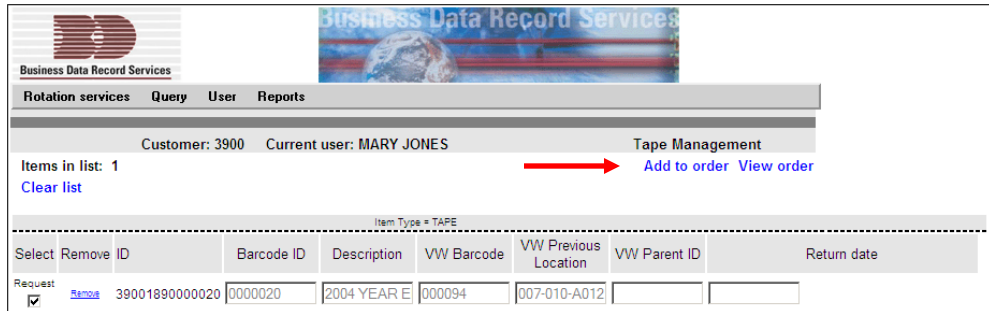 Business Data Record Services
Business Data Record Services
Rotation services Query User Reports
Customer: 3900 Current user: MARY JONES Tape Management
Items in list: 1 Add to order View order
Clear list
Item Type = TAPE
Select Remove ID Barcode ID Description VW Barcode VW Previous Location VW Parent ID Return date
Request
Remove 39001890000020 0000020 2004 YEAR E 000094 007-010-A012